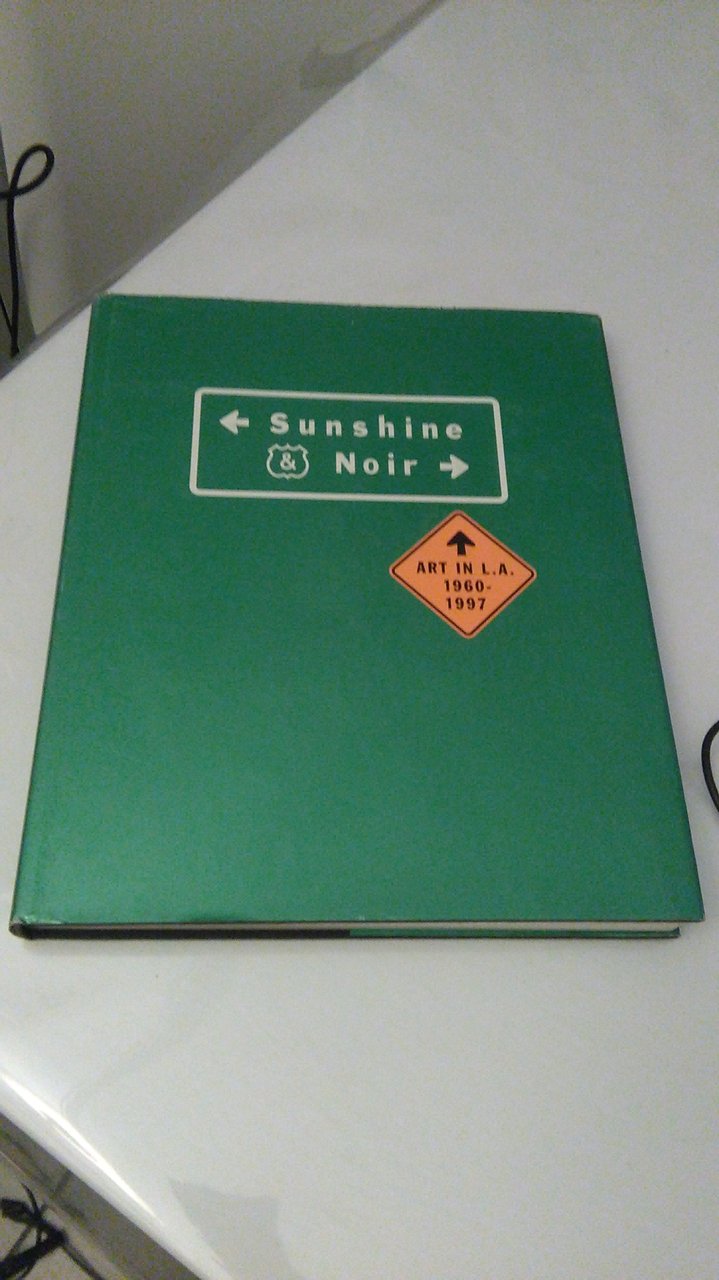 ← Sunshine
& Noir →
↑
ART IN L.A.
1960-
1997